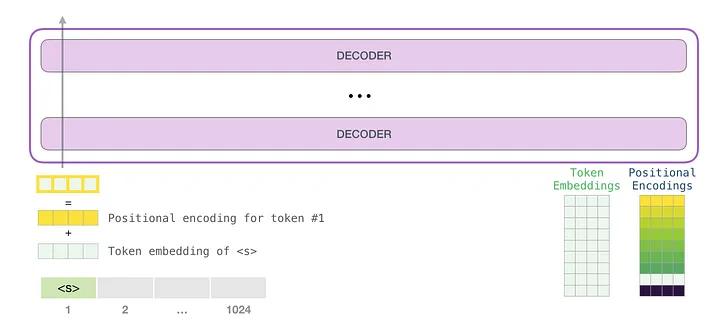 DECODER
...
DECODER
Token Positional
Embeddings Encodings
=
Positional encoding for token #1
+
Token embedding of <s>
<s>
1 2 ... 1024